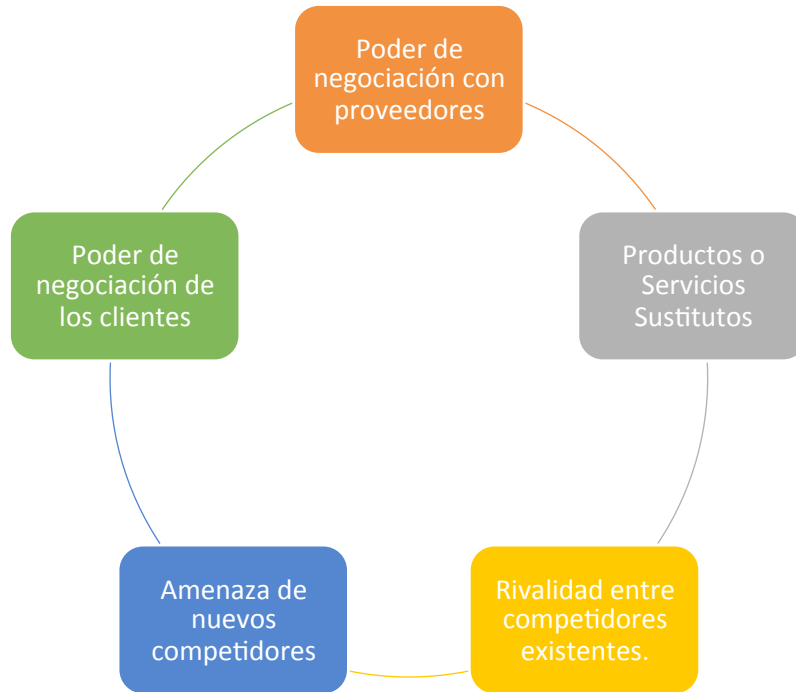 Poder de
negociación con
proveedores
Productos o
Servicios
Sustitutos
Rivalidad entre
competidores
existentes.
Amenaza de
nuevos
competidores
Poder de
negociación de
los clientes